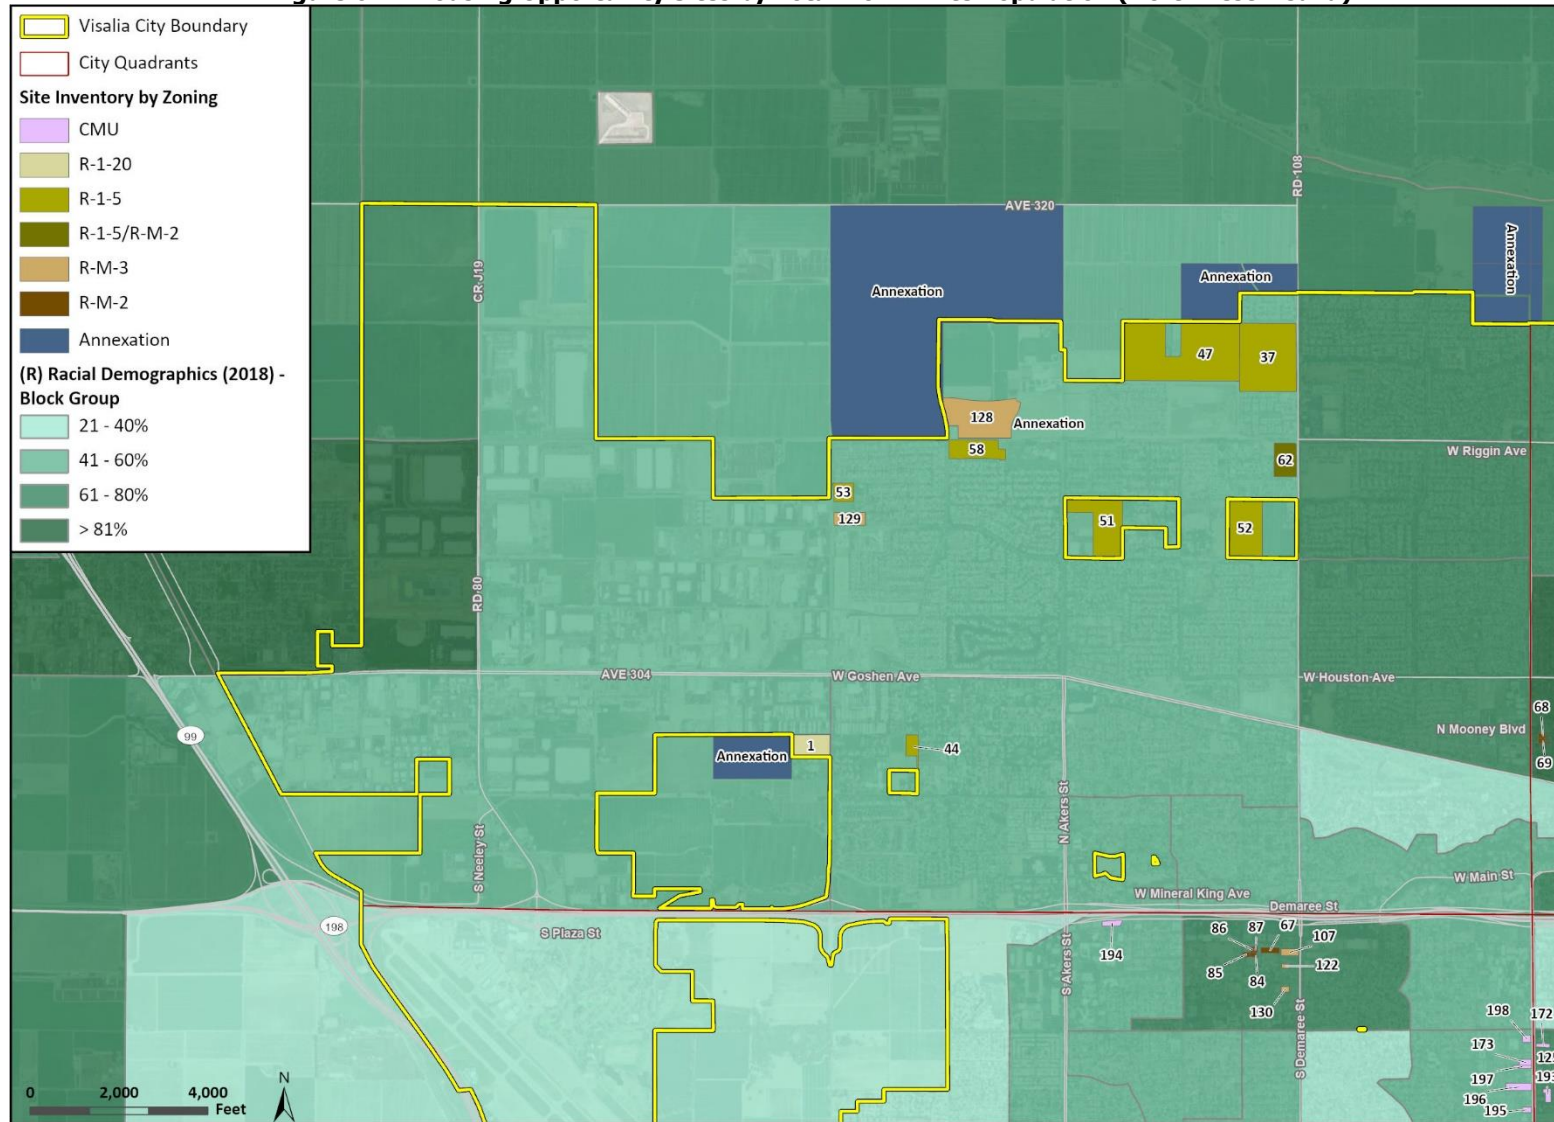 Visalia City Boundary
City Quadrants
Site Inventory by Zoning
CMU
R-1-20
R-1-5
R-1-5/R-M-2
R-M-3
R-M-2
Annexation
(R) Racial Demographics (2018) -
Block Group
21 - 40%
41 - 60%
61 - 80%
> 81%
RD 108
AVE 320
CR J19
Annexation
Annexation
Annexation
47
37
128
Annexation
58
62
W Riggin Ave
53
129
51
52
RD 80
AVE 304
W Goshen Ave
W Houston Ave
99
68
N Mooney Blvd
69
Annexation
1
44
N Akers St
S Neeley St
W Main St
W Mineral King Ave
Demaree St
198
S Plaza St
S Akers St
194
86
87
67
107
85
84
122
130
S Demaree St
198
172
173
125
197
193
196
195
0
2,000
4,000
Feet
N